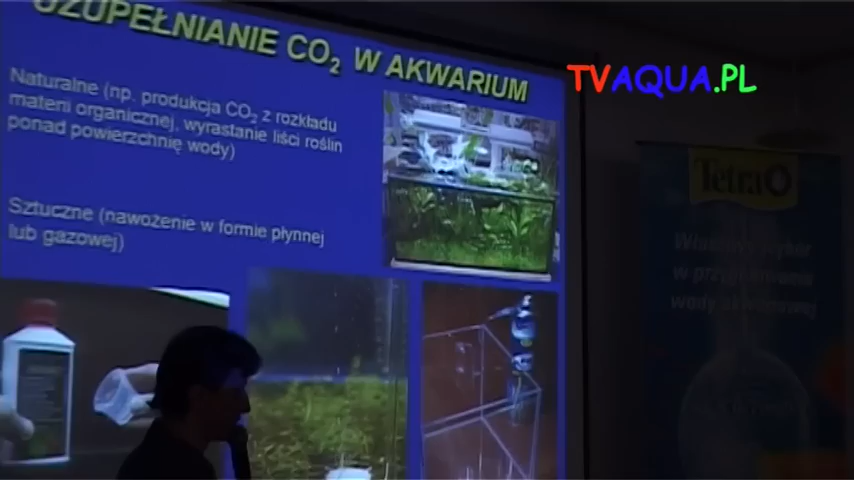 UZUPEŁNIANIE CO₂ W AKWARIUM
Naturalne (np. produkcja CO₂ z rozkładu
materii organicznej, wyrastanie liści roślin
ponad powierzchnię wody)
Sztuczne (nawożenie w formie płynnej
lub gazowej)
TVAQUA.PL
Tetra
w
wody